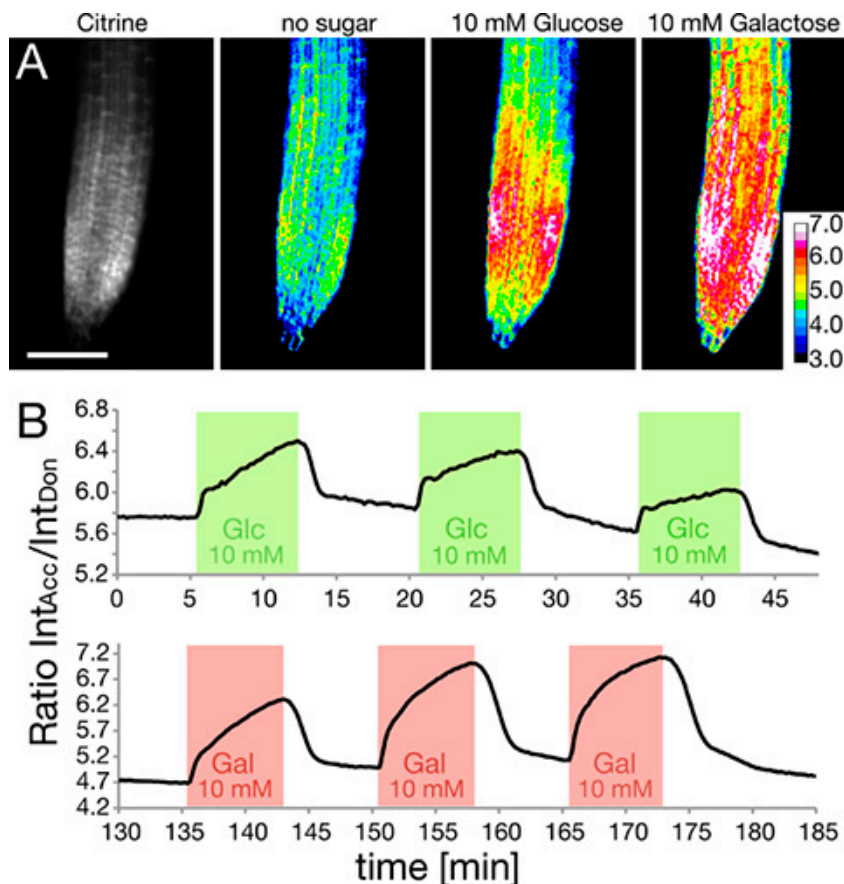 Citrine no sugar 10 mM Glucose 10 mM Galactose
A
7.0
6.0
5.0
4.0
3.0
B
Ratio IntAcc/IntDon
6.8
6.4
6.0
5.6
5.2
Glc
10 mM
Glc
10 mM
Glc
10 mM
0 5 10 15 20 25 30 35 40 45
7.2
6.7
6.2
5.7
5.2
4.7
4.2
Gal
10 mM
Gal
10 mM
Gal
10 mM
130 140 145 150 160 165 170 175 180 185
time [min]